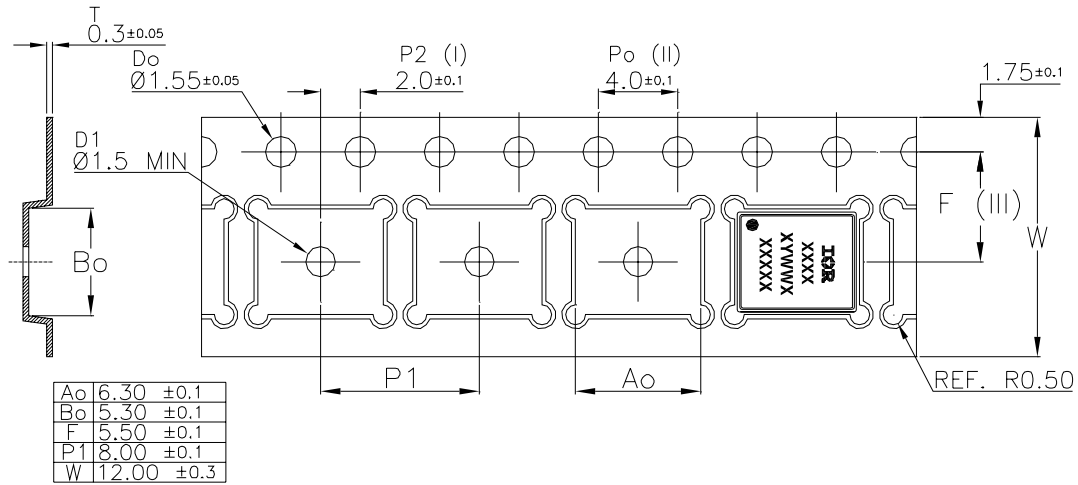 T
0.3±0.05
Do
Ø1.55±0.05
P2 (I)
2.0±0.1
Po (II)
4.0±0.1
1.75±0.1
D1
Ø1.5 MIN
F (III)
W
Bo
IOR
XXXX
XYWWX
XXXXX
P1
Ao
REF. R0.50
Ao 6.30 ±0.1
Bo 5.30 ±0.1
F 5.50 ±0.1
P1 8.00 ±0.1
W 12.00 ±0.3